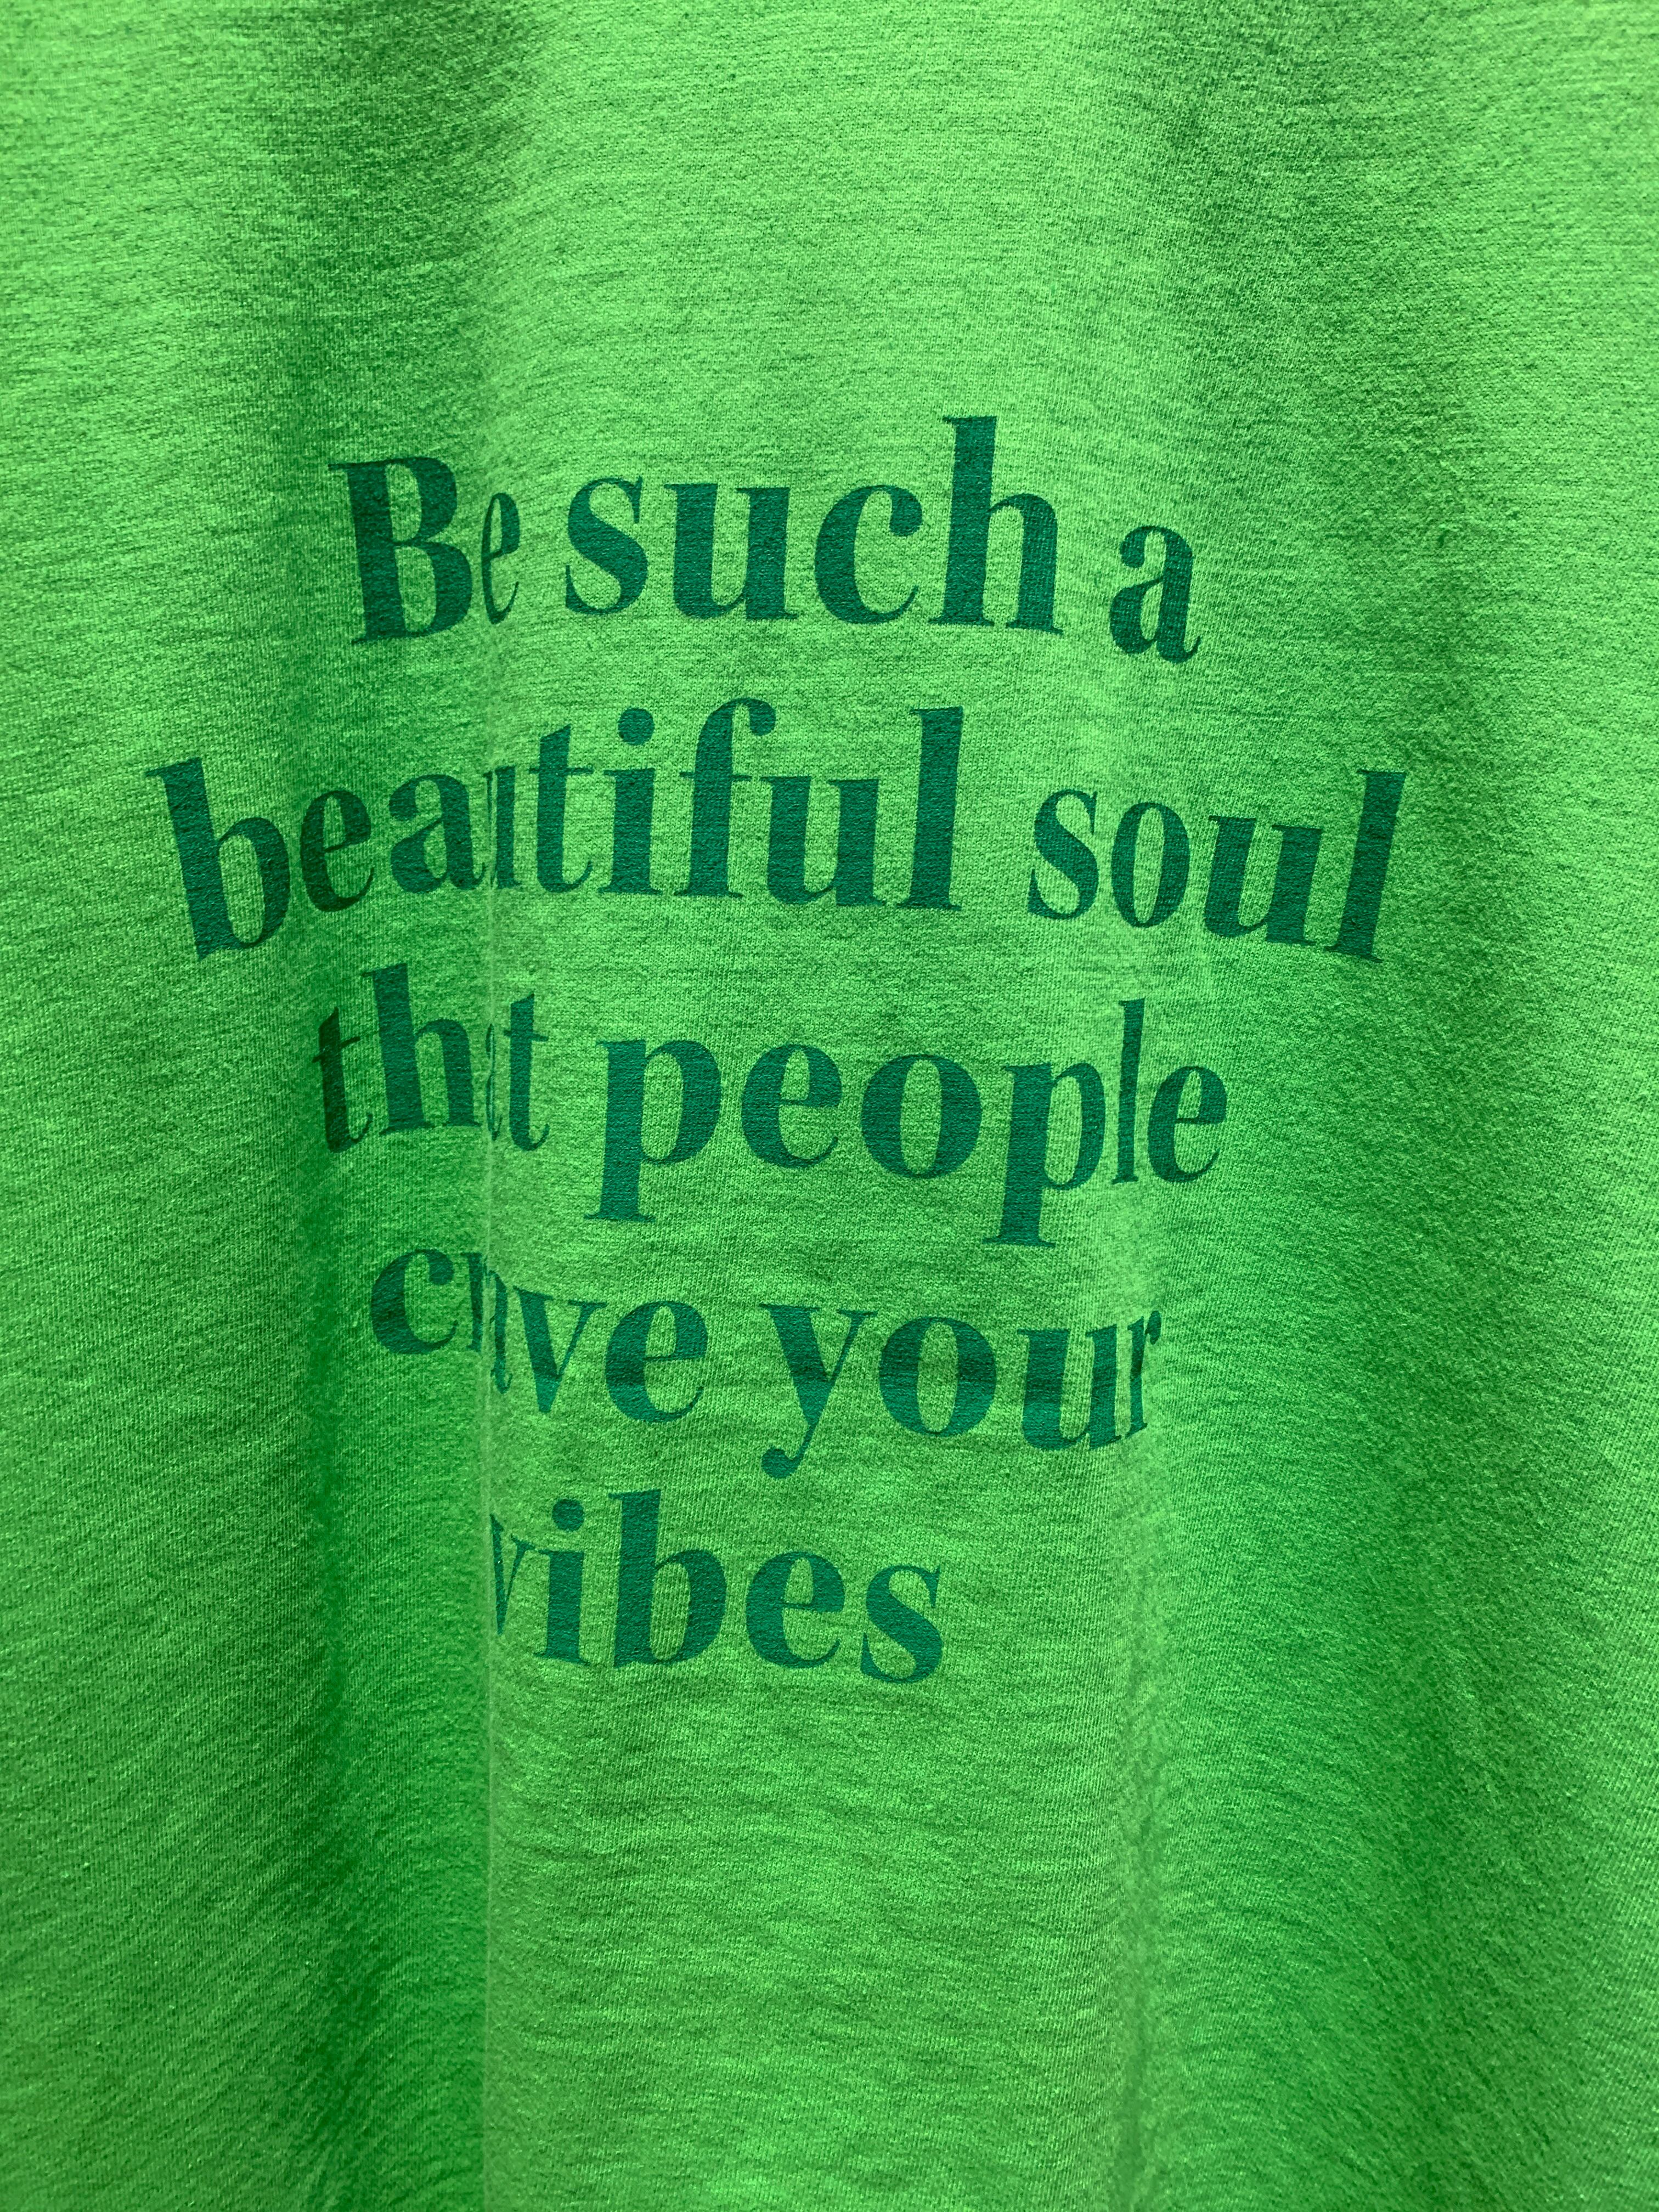 Be such a
beautiful soul
that people
crave your
vibes